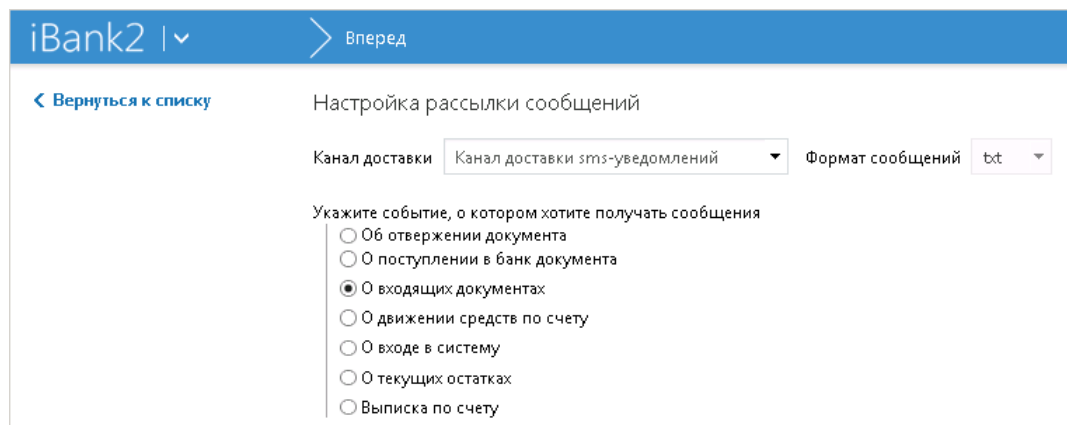 iBank2 Вперед
Вернуться к списку
Настройка рассылки сообщений
Канал доставки Канал доставки sms-уведомлений Формат сообщений txt
Укажите событие, о котором хотите получать сообщения
Об отвержении документа
О поступлении в банк документа
О входящих документах
О движении средств по счету
О входе в систему
О текущих остатках
Выписка по счету